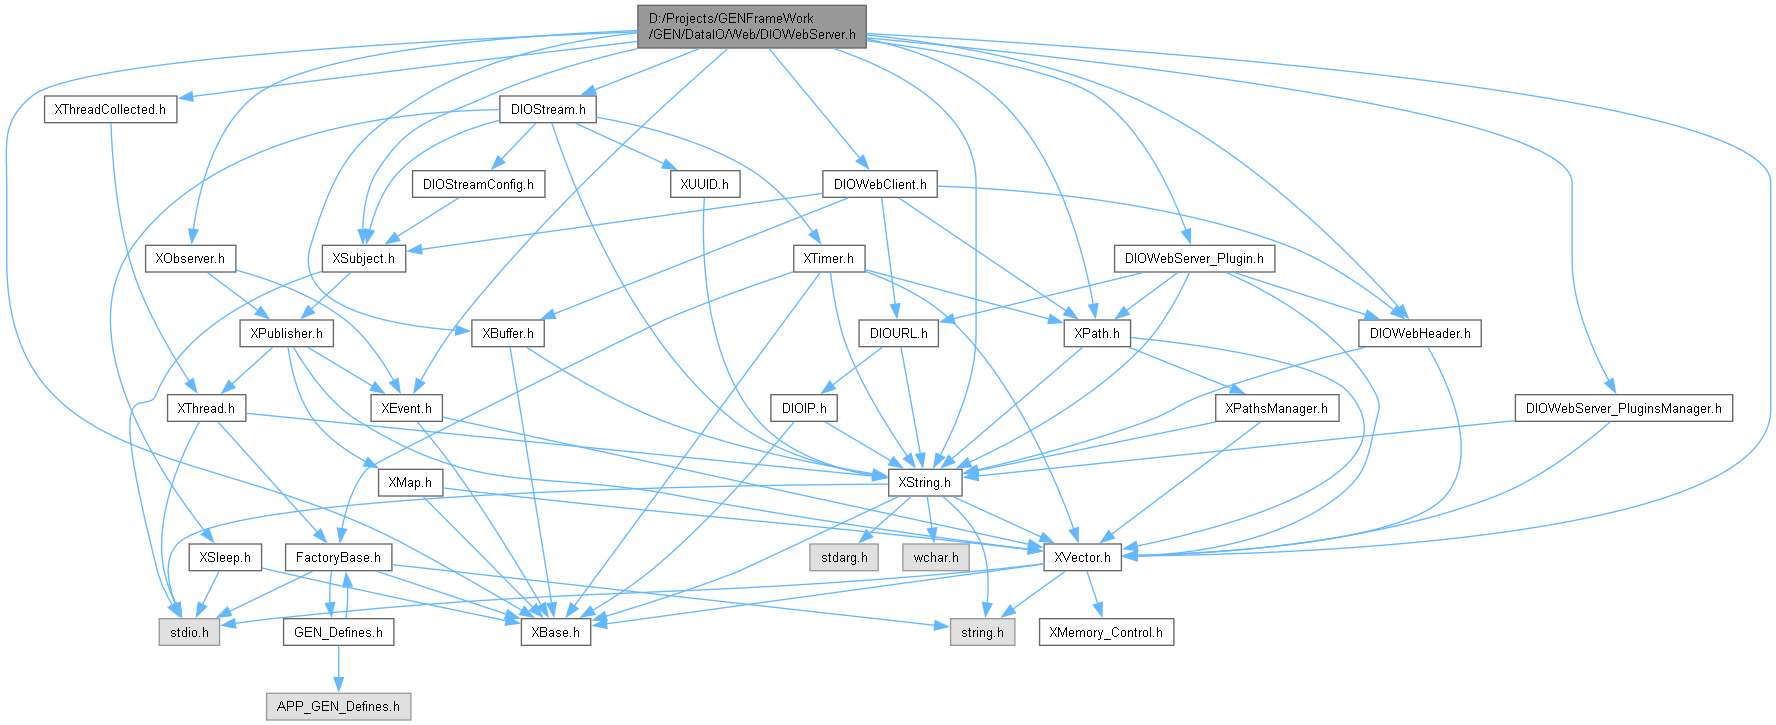 D:/Projects/GENFrameWork
/GEN/DataIO/Web/DIOWebServer.h
XThreadCollected.h
DIOStream.h
DIOStreamConfig.h
XUUID.h
DIOWebClient.h
XObserver.h
XSubject.h
XTimer.h
DIOWebServer_Plugin.h
XPublisher.h
XBuffer.h
DIOURL.h
XPath.h
DIOWebHeader.h
XThread.h
XEvent.h
DIOIP.h
XPathsManager.h
DIOWebServer_PluginsManager.h
XMap.h
XString.h
XSleep.h
FactoryBase.h
stdarg.h
wchar.h
XVector.h
stdio.h
GEN_Defines.h
XBase.h
string.h
XMemory_Control.h
APP_GEN_Defines.h